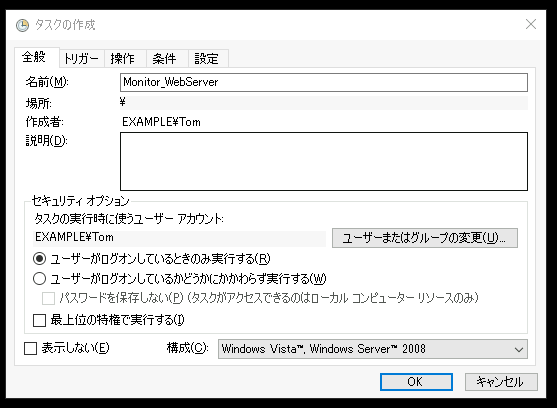 タスクの作成
全般 トリガー 操作 条件 設定
名前(M): Monitor_WebServer
場所: ¥
作成者: EXAMPLE¥Tom
説明(D):
セキュリティ オプション
タスクの実行時に使うユーザー アカウント:
EXAMPLE¥Tom ユーザーまたはグループの変更(U)...
ユーザーがログオンしているときのみ実行する(R)
ユーザーがログオンしているかどうかにかかわらず実行する(W)
パスワードを保存しない(P) (タスクがアクセスできるのはローカル コンピューター リソースのみ)
最上位の特権で実行する(I)
表示しない(E) 構成(C): Windows Vista™, Windows Server™ 2008
OK キャンセル